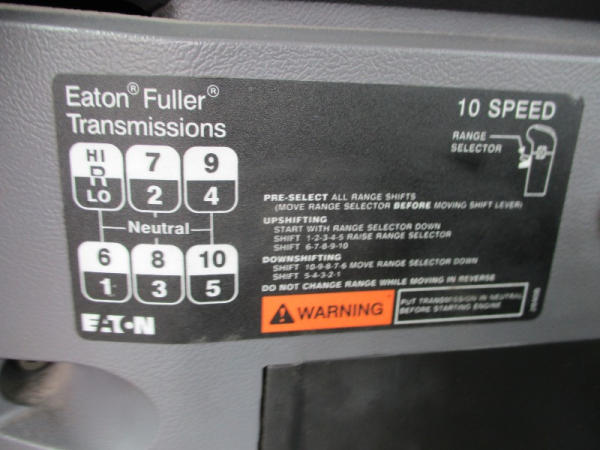 Eaton® Fuller®
Transmissions
10 SPEED
RANGE
SELECTOR
HI
R
LO
7
2
9
4
Neutral
6
1
8
3
10
5
PRE-SELECT ALL RANGE SHIFTS
(MOVE RANGE SELECTOR BEFORE MOVING SHIFT LEVER)
UPSHIFTING
START WITH RANGE SELECTOR DOWN
SHIFT 1-2-3-4-5 RAISE RANGE SELECTOR
SHIFT 6-7-8-9-10
DOWNSHIFTING
SHIFT 10-9-8-7-6 MOVE RANGE SELECTOR DOWN
SHIFT 5-4-3-2-1
DO NOT CHANGE RANGE WHILE MOVING IN REVERSE
WARNING
PUT TRANSMISSION IN NEUTRAL
BEFORE STARTING ENGINE
EATON